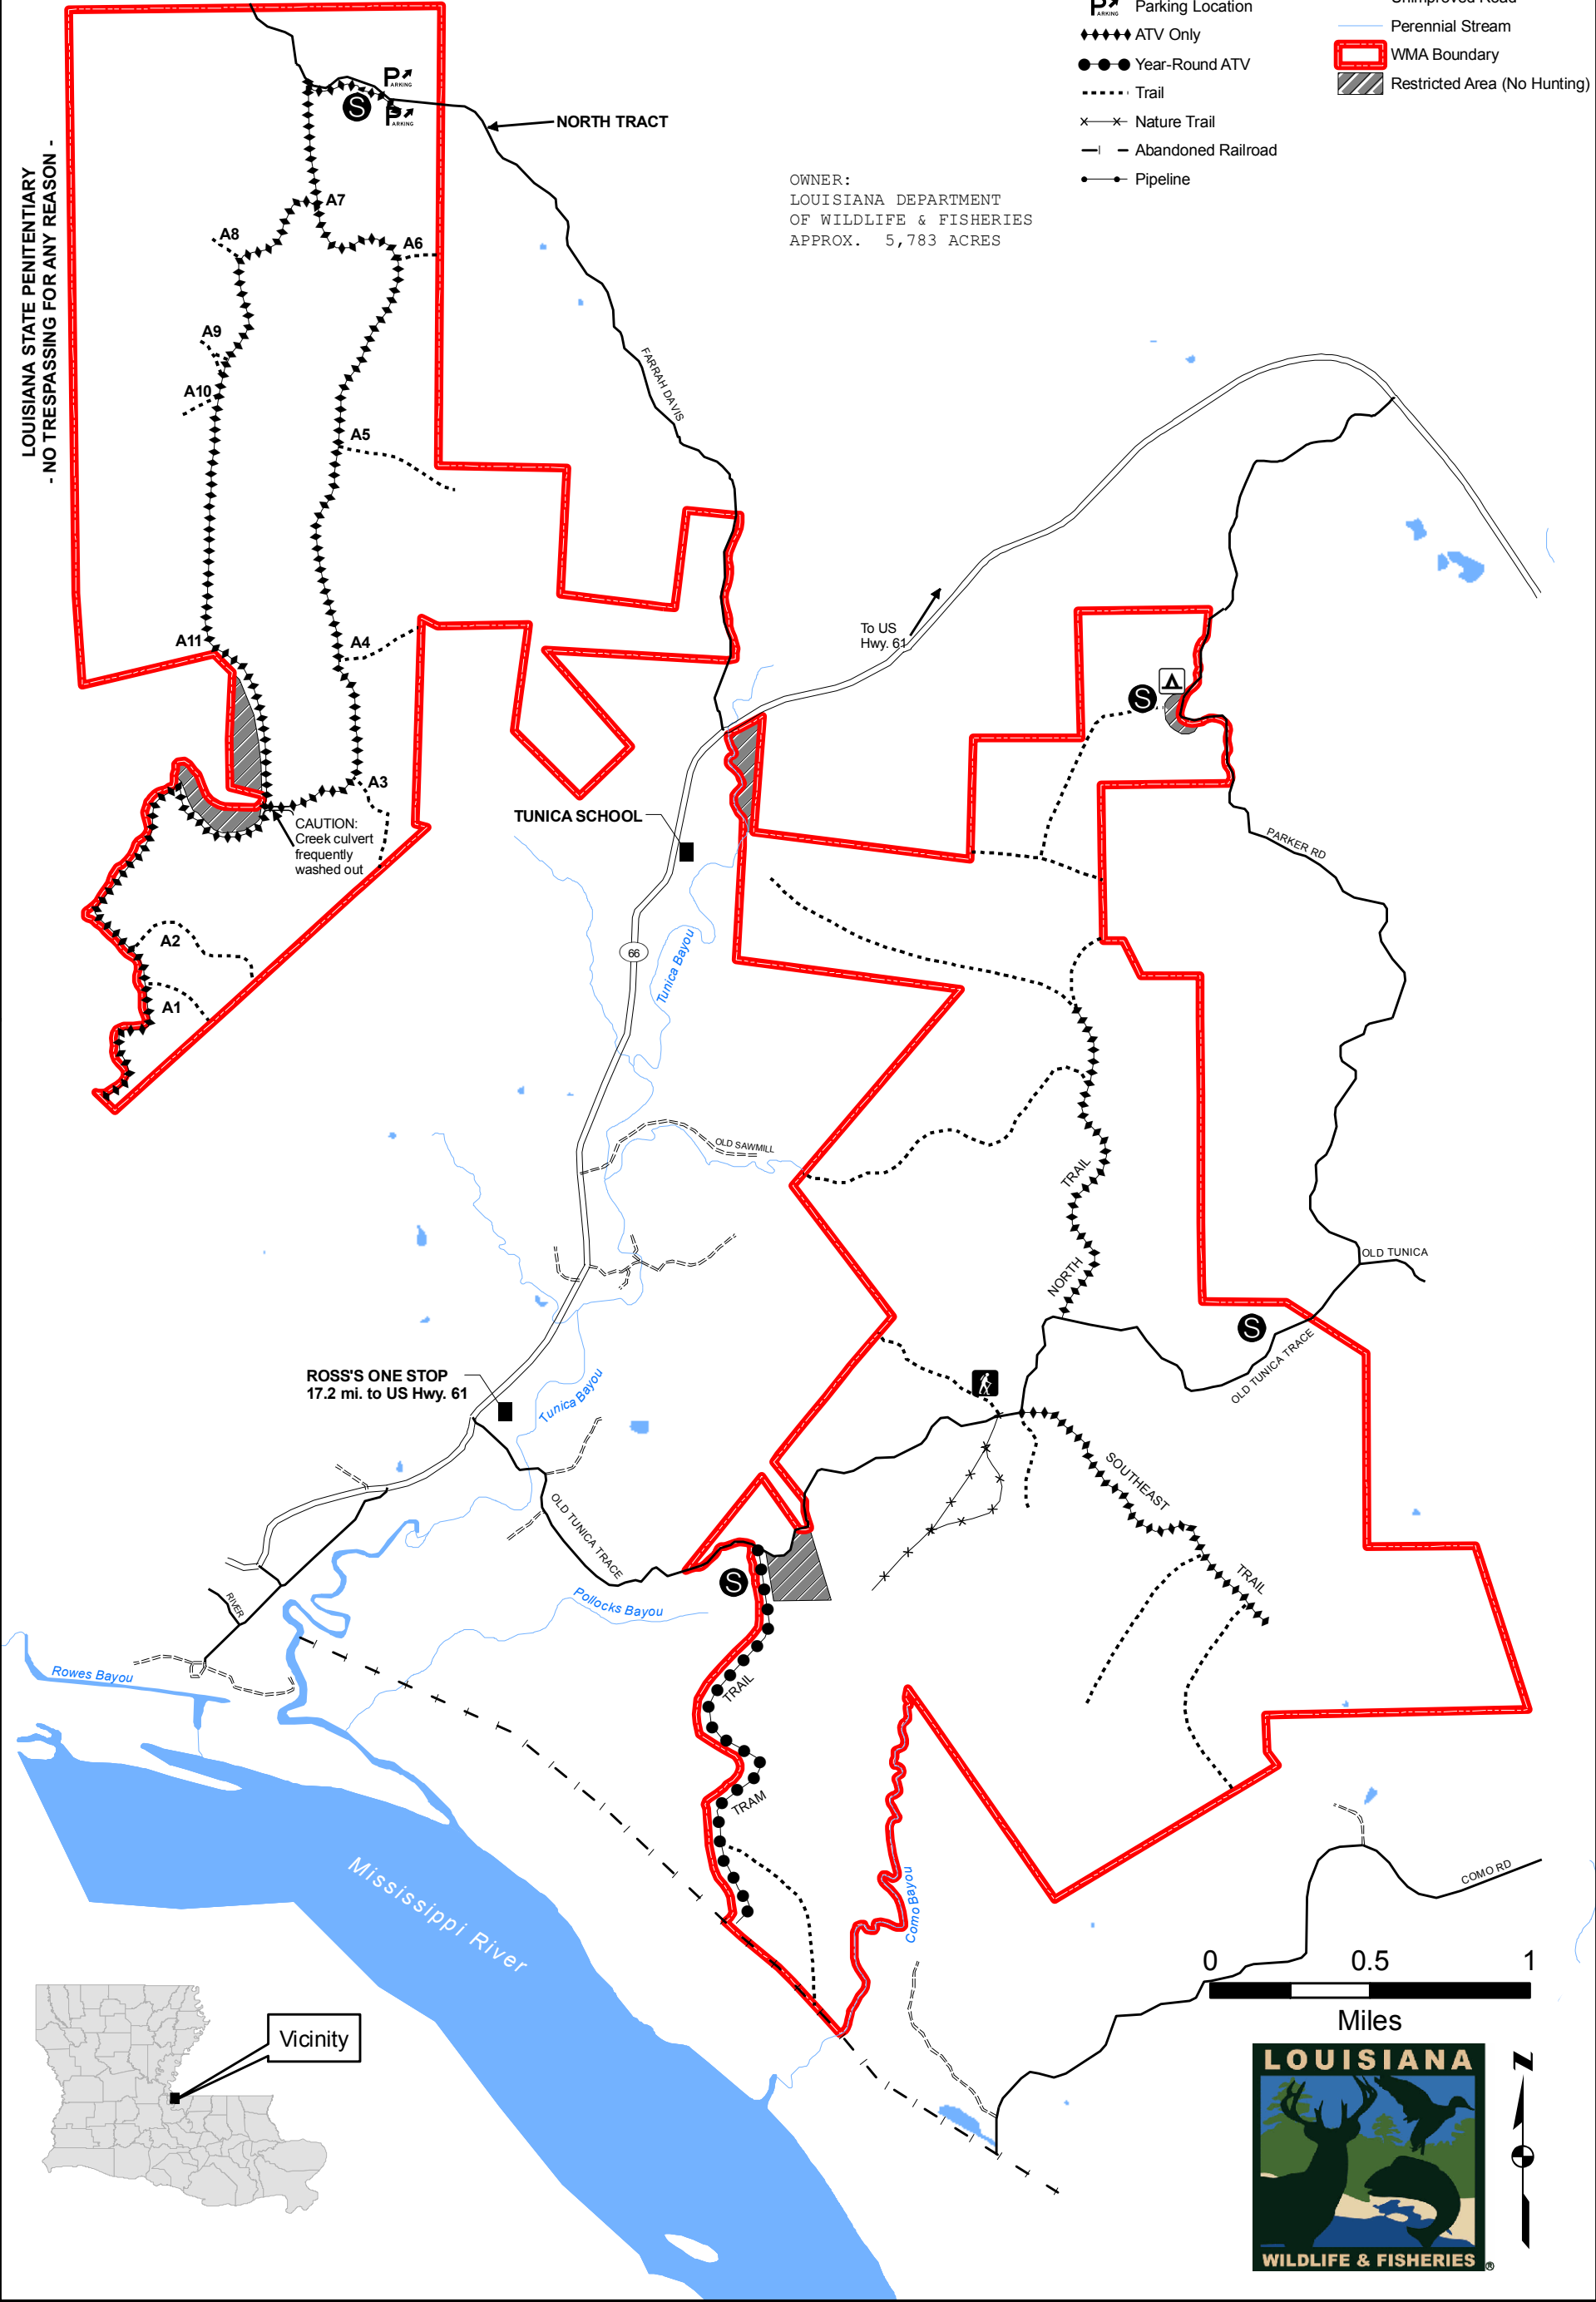 P
ARKING
Parking Location
Unimproved Road
ATV Only
Perennial Stream
Year-Round ATV
WMA Boundary
Trail
Restricted Area (No Hunting)
Nature Trail
Abandoned Railroad
Pipeline
P
ARKING
S
P
ARKING
NORTH TRACT
LOUISIANA STATE PENITENTIARY
- NO TRESPASSING FOR ANY REASON -
OWNER:
LOUISIANA DEPARTMENT
OF WILDLIFE & FISHERIES
APPROX. 5,783 ACRES
A7
A8
A6
A9
A10
A5
FARRAH DAVIS
A11
A4
To US
Hwy. 61
S
A3
CAUTION:
Creek culvert
frequently
washed out
TUNICA SCHOOL
PARKER RD
A2
A1
66
Tunica Bayou
OLD SAWMILL
TRAIL
NORTH
OLD TUNICA
S
OLD TUNICA TRACE
ROSS'S ONE STOP
17.2 mi. to US Hwy. 61
Tunica Bayou
SOUTHEAST
TRAIL
OLD TUNICA TRACE
S
Pollocks Bayou
RIVER
Rowes Bayou
TRAIL
TRAM
Mississippi River
Como Bayou
COMO RD
0 0.5 1
Miles
Vicinity
LOUISIANA
WILDLIFE & FISHERIES
®
N